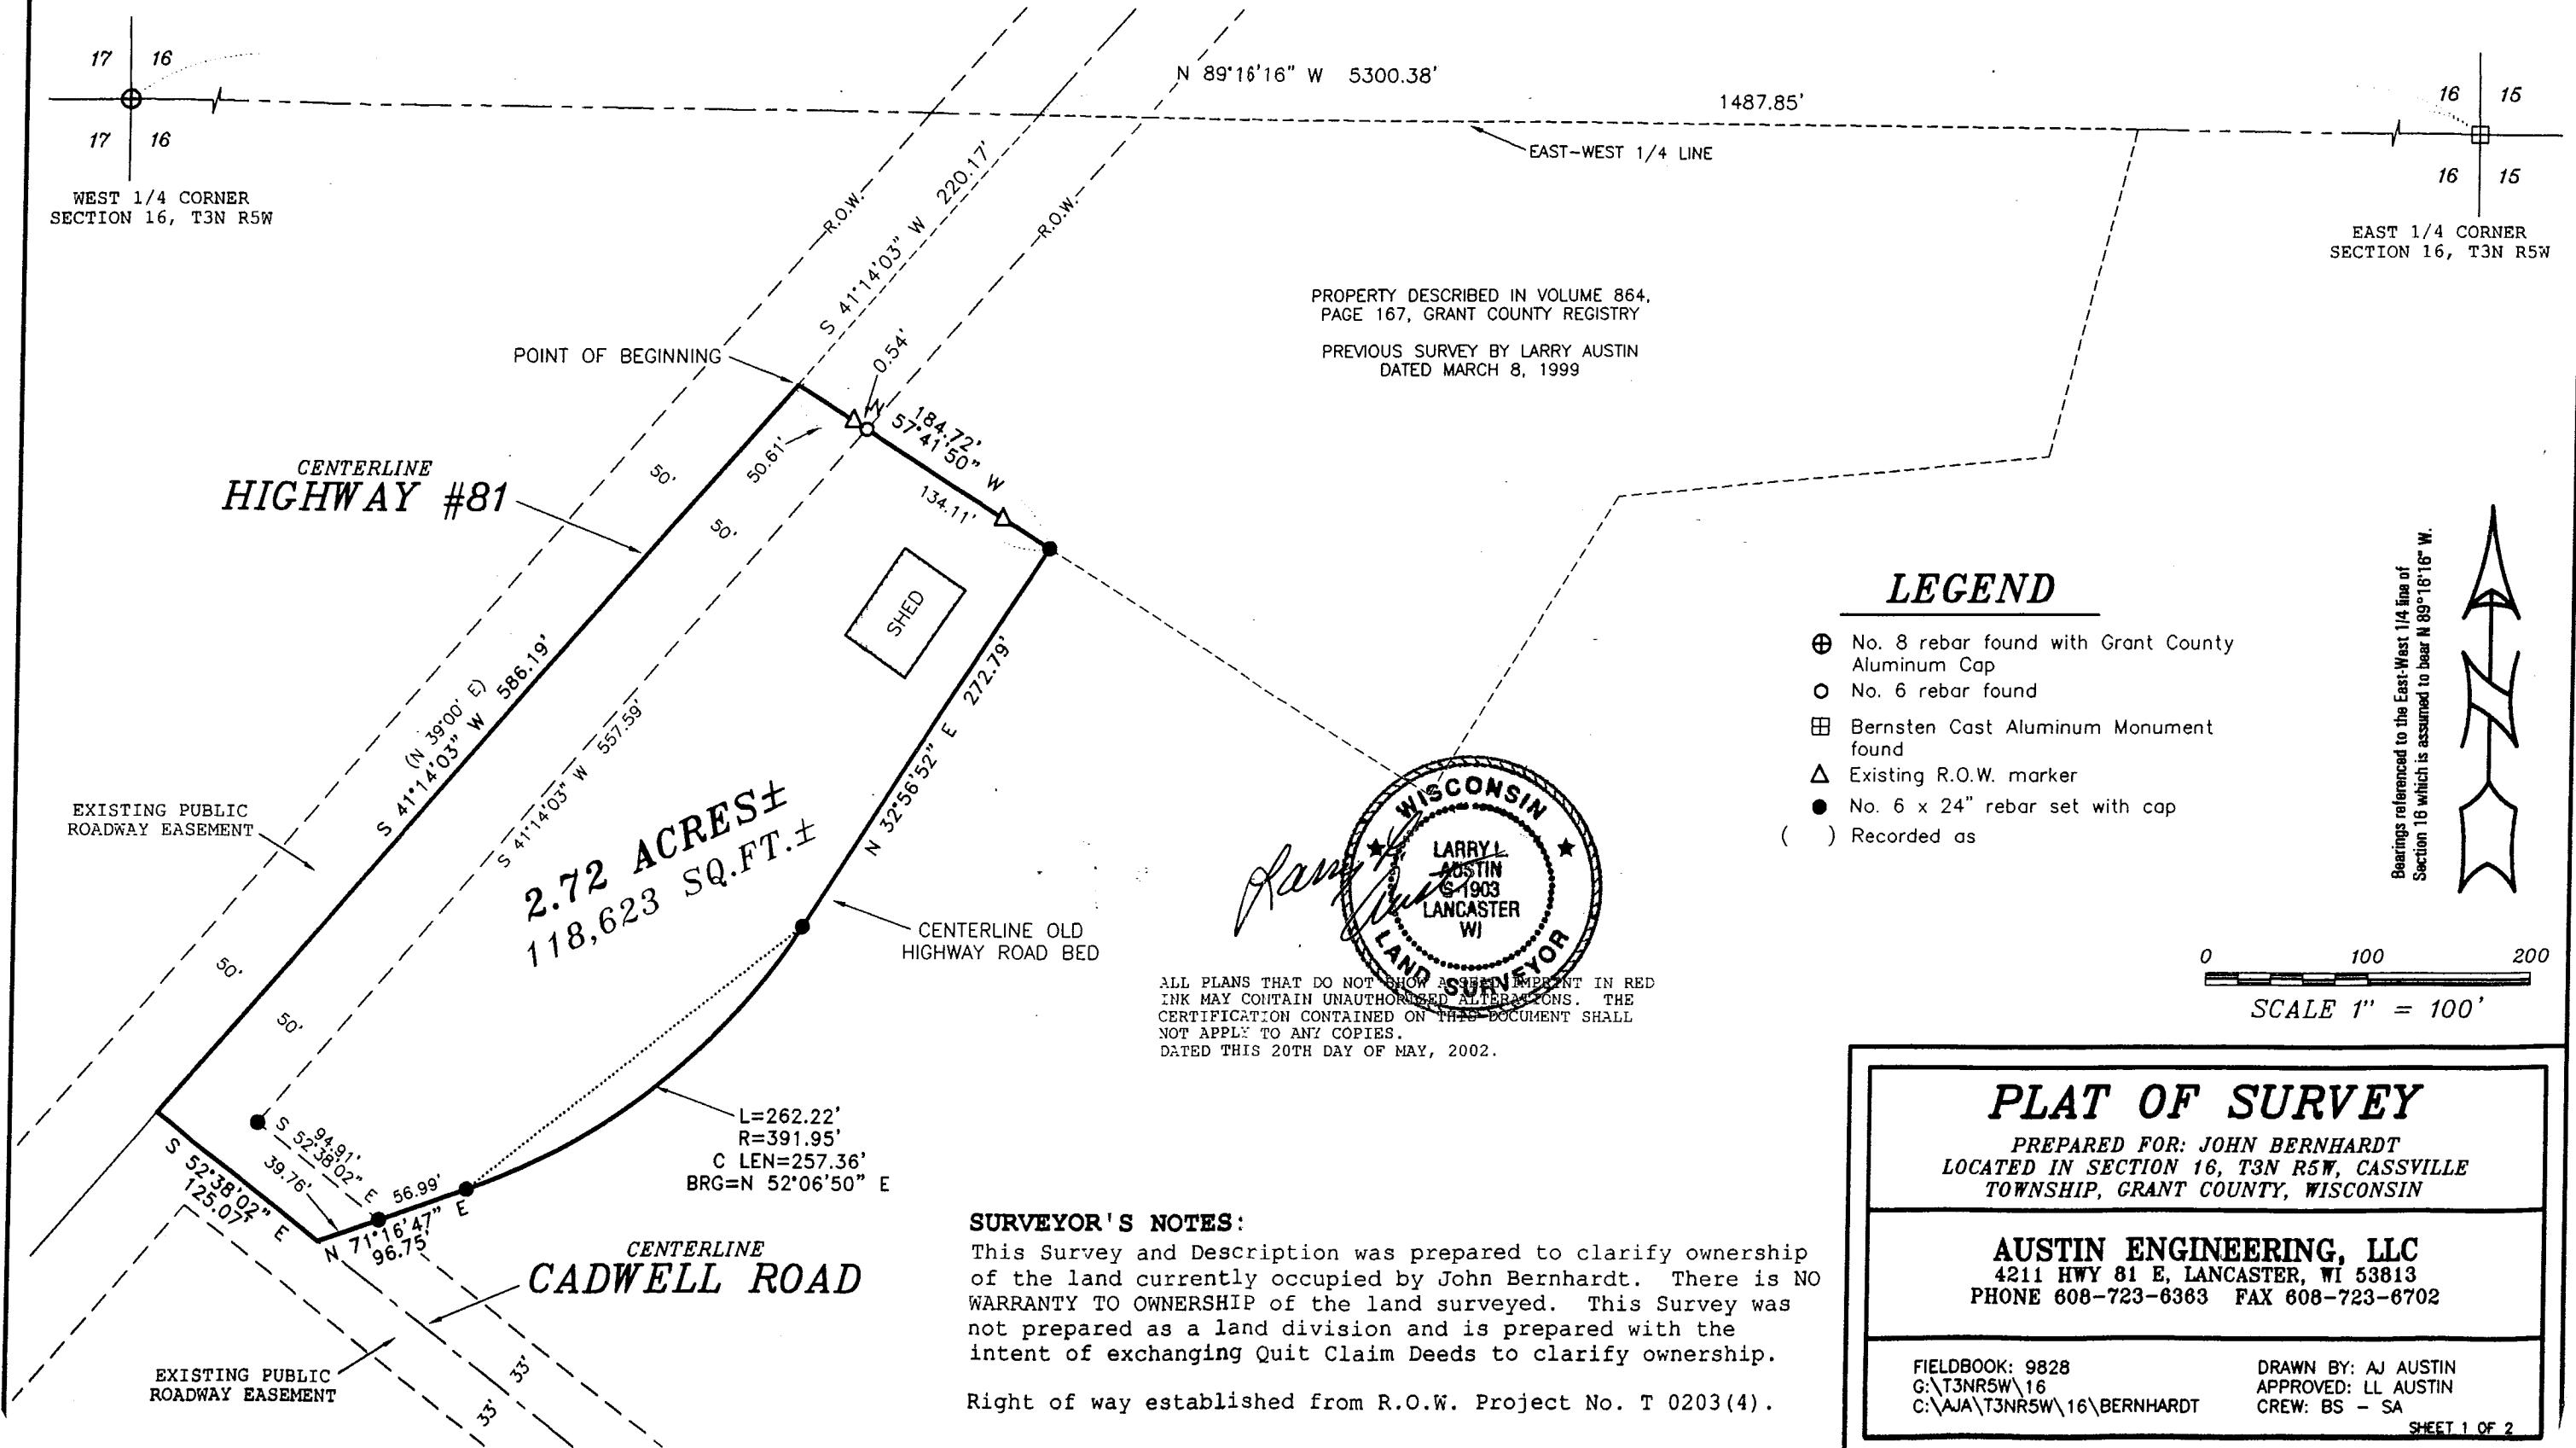 17 16
17 16
WEST 1/4 CORNER
SECTION 16, T3N R5W
N 89°16'16" W 5300.38'
1487.85'
EAST-WEST 1/4 LINE
16 15
16 15
EAST 1/4 CORNER
SECTION 16, T3N R5W
R.O.W.
S 41°14'03" W 220.17'
R.O.W.
PROPERTY DESCRIBED IN VOLUME 864,
PAGE 167, GRANT COUNTY REGISTRY
PREVIOUS SURVEY BY LARRY AUSTIN
DATED MARCH 8, 1999
POINT OF BEGINNING
0.54'
184.72'
N 57°41'50" W
50.61'
134.11'
CENTERLINE
HIGHWAY #81
50'
50'
SHED
(N 39°00' E)
S 41°14'03" W 586.19'
S 41°14'03" W 557.59'
N 32°56'52" E 272.79'
2.72 ACRES±
118,623 SQ.FT.±
EXISTING PUBLIC
ROADWAY EASEMENT
CENTERLINE OLD
HIGHWAY ROAD BED
50'
50'
L=262.22'
R=391.95'
C LEN=257.36'
BRG=N 52°06'50" E
94.91'
S 52°38'02" E
39.76'
56.99'
S 52°38'02" E
125.07'
N 71°16'47" E
96.75'
CENTERLINE
CADWELL ROAD
EXISTING PUBLIC
ROADWAY EASEMENT
33'
33'
LEGEND
No. 8 rebar found with Grant County
Aluminum Cap
No. 6 rebar found
Bernsten Cast Aluminum Monument
found
Existing R.O.W. marker
No. 6 x 24" rebar set with cap
( ) Recorded as
Bearings referenced to the East-West 1/4 line of
Section 16 which is assumed to bear N 89°16'16" W.
N
0 100 200
SCALE 1" = 100'
WISCONSIN
LARRY L.
AUSTIN
S-1903
LANCASTER
WI
LAND SURVEYOR
Larry L Austin
ALL PLANS THAT DO NOT SHOW A SEAL IMPRINT IN RED
INK MAY CONTAIN UNAUTHORIZED ALTERATIONS. THE
CERTIFICATION CONTAINED ON THIS DOCUMENT SHALL
NOT APPLY TO ANY COPIES.
DATED THIS 20TH DAY OF MAY, 2002.
SURVEYOR'S NOTES:
This Survey and Description was prepared to clarify ownership
of the land currently occupied by John Bernhardt. There is NO
WARRANTY TO OWNERSHIP of the land surveyed. This Survey was
not prepared as a land division and is prepared with the
intent of exchanging Quit Claim Deeds to clarify ownership.
Right of way established from R.O.W. Project No. T 0203(4).
PLAT OF SURVEY
PREPARED FOR: JOHN BERNHARDT
LOCATED IN SECTION 16, T3N R5W, CASSVILLE
TOWNSHIP, GRANT COUNTY, WISCONSIN
AUSTIN ENGINEERING, LLC
4211 HWY 81 E, LANCASTER, WI 53813
PHONE 608-723-6363 FAX 608-723-6702
FIELDBOOK: 9828
G:\T3NR5W\16
C:\AJA\T3NR5W\16\BERNHARDT
DRAWN BY: AJ AUSTIN
APPROVED: LL AUSTIN
CREW: BS - SA
SHEET 1 OF 2